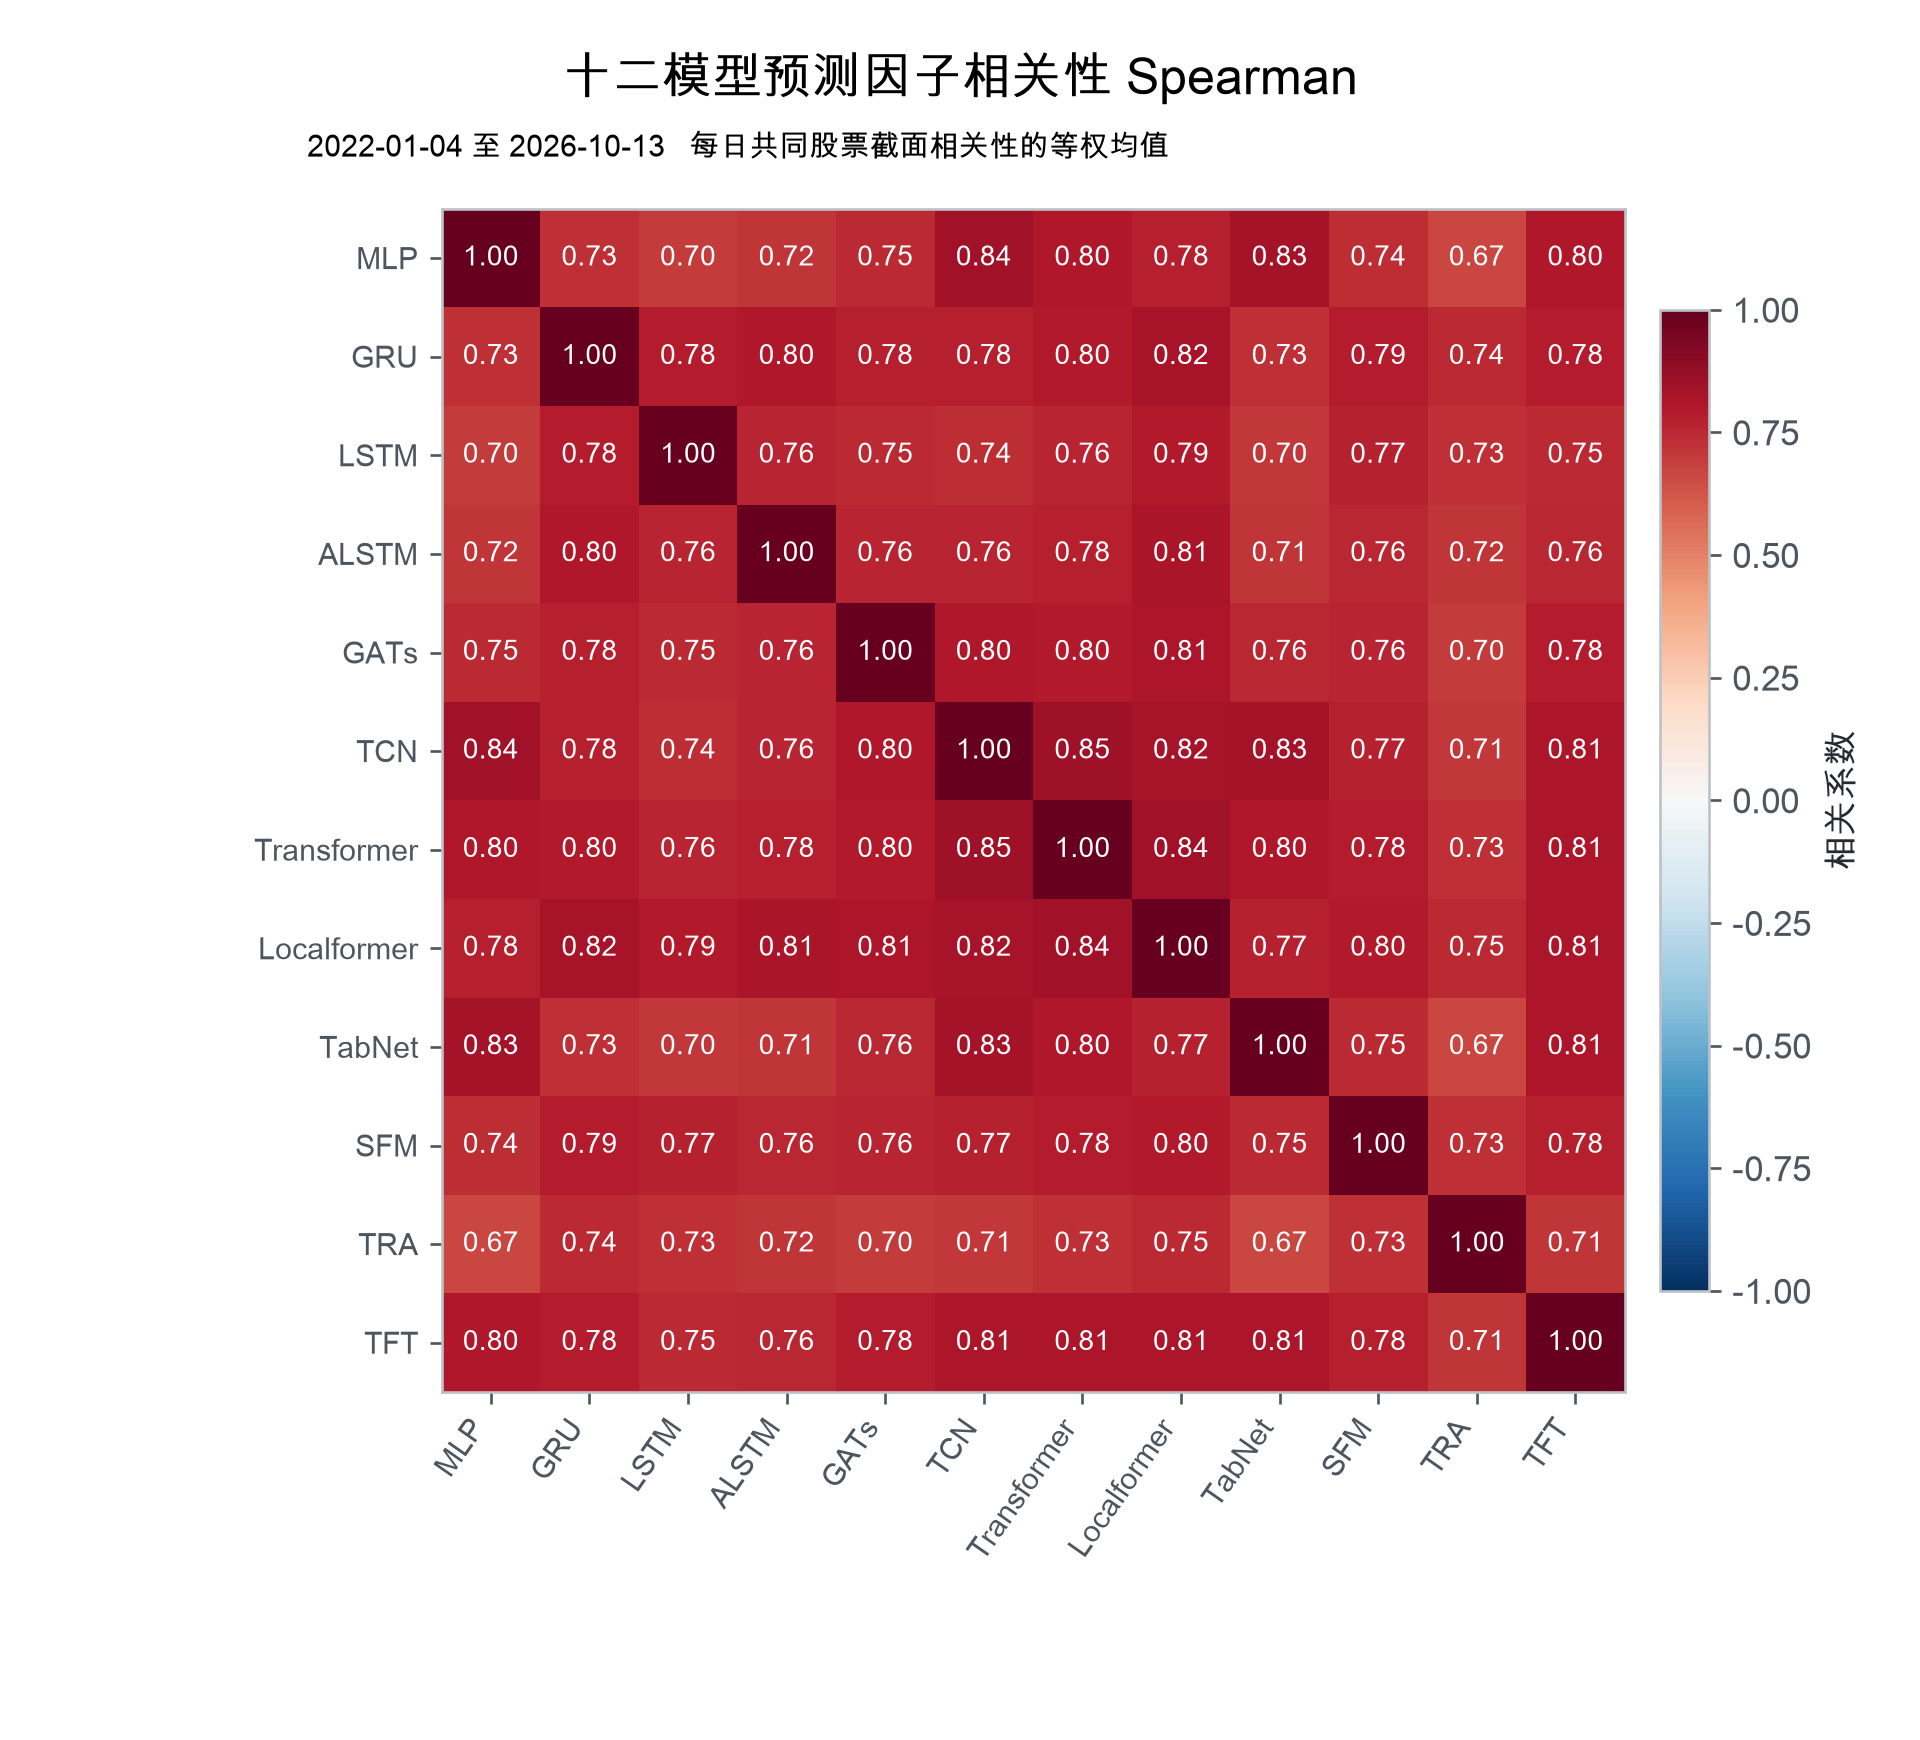 十二模型预测因子相关性 Spearman
2022-01-04 至 2026-10-13 每日共同股票截面相关性的等权均值
MLP 1.00 0.73 0.70 0.72 0.75 0.84 0.80 0.78 0.83 0.74 0.67 0.80
GRU 0.73 1.00 0.78 0.80 0.78 0.78 0.80 0.82 0.73 0.79 0.74 0.78
LSTM 0.70 0.78 1.00 0.76 0.75 0.74 0.76 0.79 0.70 0.77 0.73 0.75
ALSTM 0.72 0.80 0.76 1.00 0.76 0.76 0.78 0.81 0.71 0.76 0.72 0.76
GATs 0.75 0.78 0.75 0.76 1.00 0.80 0.80 0.81 0.76 0.76 0.70 0.78
TCN 0.84 0.78 0.74 0.76 0.80 1.00 0.85 0.82 0.83 0.77 0.71 0.81
Transformer 0.80 0.80 0.76 0.78 0.80 0.85 1.00 0.84 0.80 0.78 0.73 0.81
Localformer 0.78 0.82 0.79 0.81 0.81 0.82 0.84 1.00 0.77 0.80 0.75 0.81
TabNet 0.83 0.73 0.70 0.71 0.76 0.83 0.80 0.77 1.00 0.75 0.67 0.81
SFM 0.74 0.79 0.77 0.76 0.76 0.77 0.78 0.80 0.75 1.00 0.73 0.78
TRA 0.67 0.74 0.73 0.72 0.70 0.71 0.73 0.75 0.67 0.73 1.00 0.71
TFT 0.80 0.78 0.75 0.76 0.78 0.81 0.81 0.81 0.81 0.78 0.71 1.00
MLP GRU LSTM ALSTM GATs TCN Transformer Localformer TabNet SFM TRA TFT
1.00
0.75
0.50
0.25
0.00
-0.25
-0.50
-0.75
-1.00
相关系数